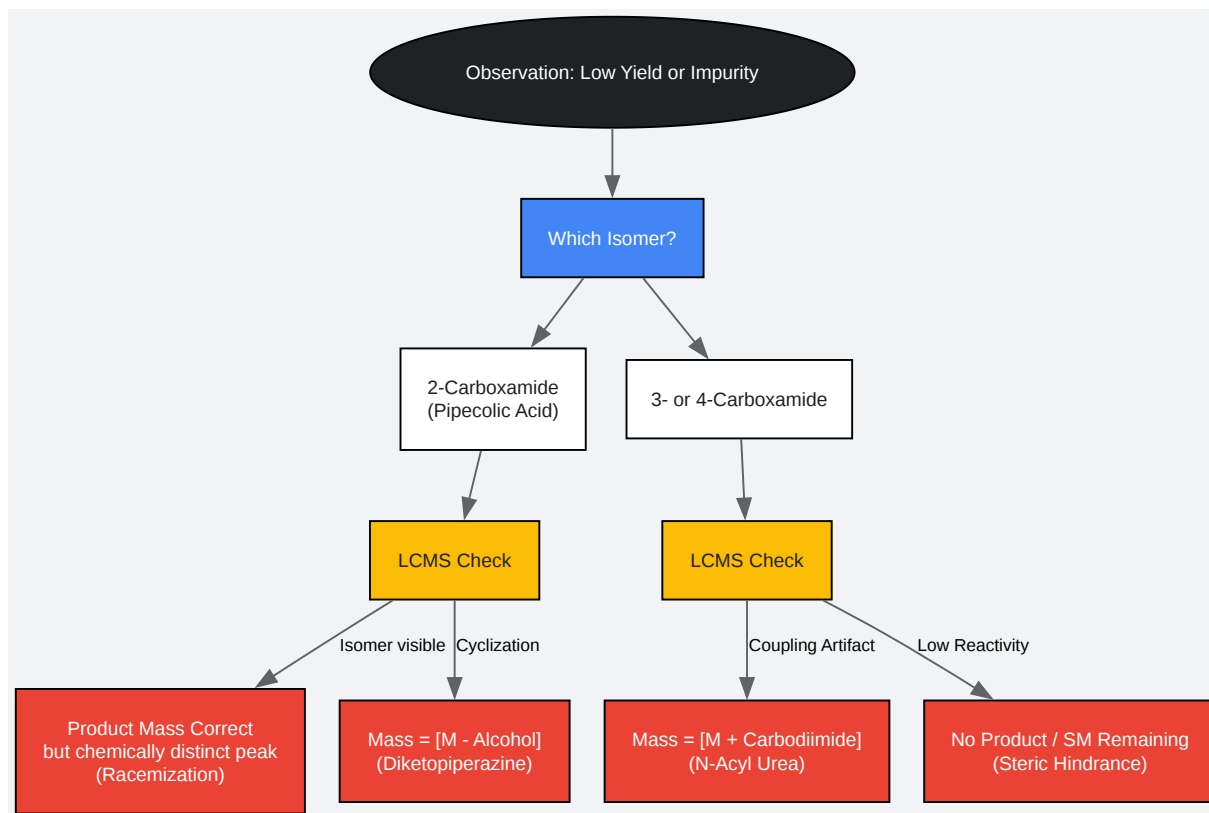 Observation: Low Yield or Impurity
Which Isomer?
2-Carboxamide
(Pipecolic Acid)
3- or 4-Carboxamide
LCMS Check
LCMS Check
Isomer visible
Cyclization
Coupling Artifact
Low Reactivity
Product Mass Correct
but chemically distinct peak
(Racemization)
Mass = [M - Alcohol]
(Diketopiperazine)
Mass = [M + Carbodiimide]
(N-Acyl Urea)
No Product / SM Remaining
(Steric Hindrance)